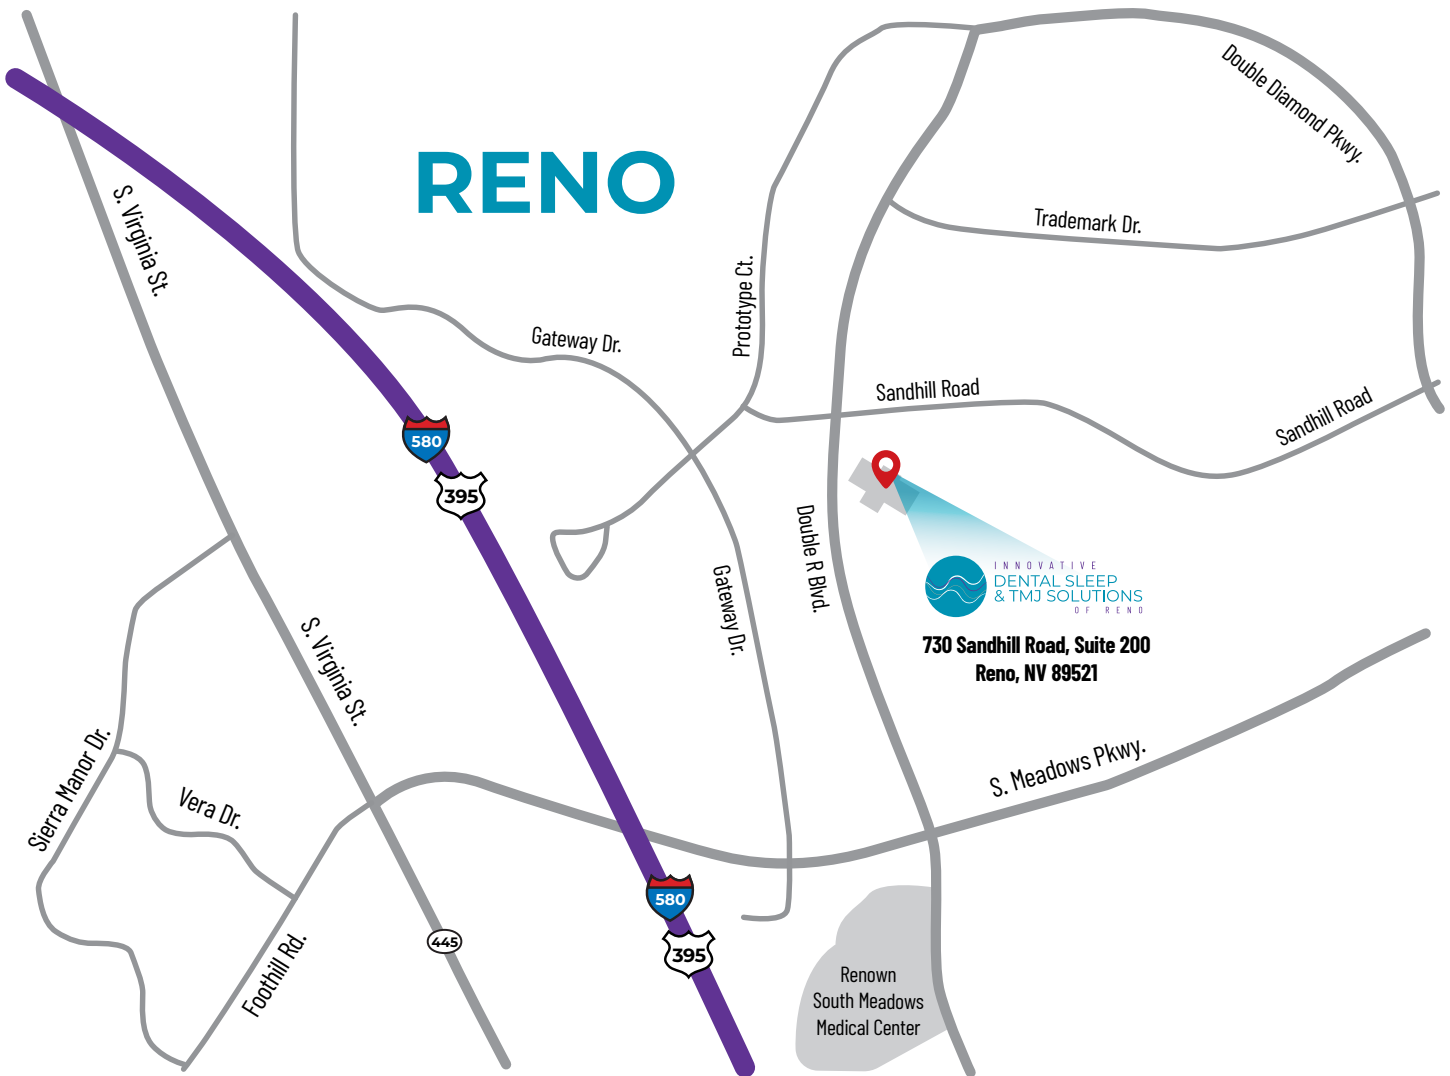 RENO
Double Diamond Pkwy.
S. Virginia St.
Trademark Dr.
Prototype Ct.
Gateway Dr.
Sandhill Road
Sandhill Road
580
395
Double R Blvd.
Gateway Dr.
INNOVATIVE
DENTAL SLEEP
& TMJ SOLUTIONS
OF RENO
730 Sandhill Road, Suite 200
Reno, NV 89521
S. Virginia St.
Sierra Manor Dr.
Vera Dr.
S. Meadows Pkwy.
580
395
445
Foothill Rd.
Renown
South Meadows
Medical Center